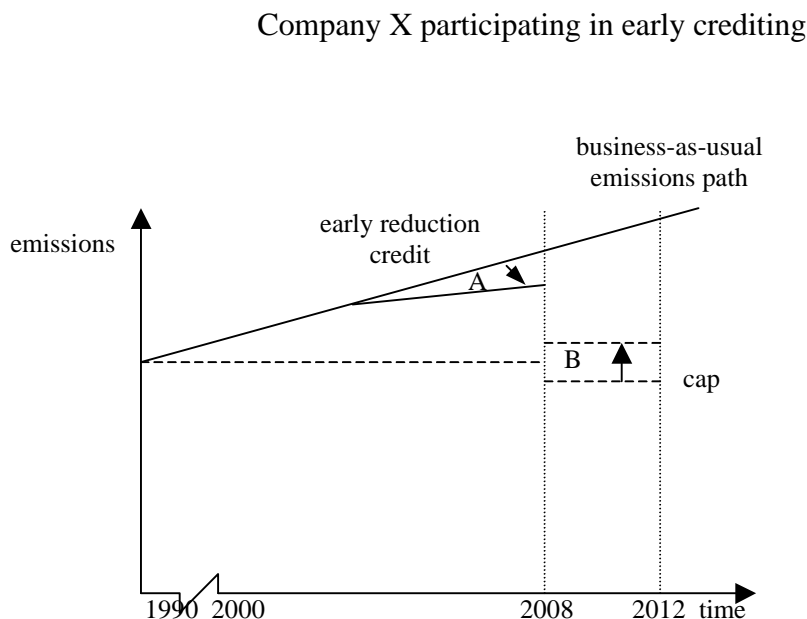 Company X participating in early crediting
business-as-usual
emissions path
early reduction
credit
emissions
A
B
cap
1990 2000 2008 2012 time